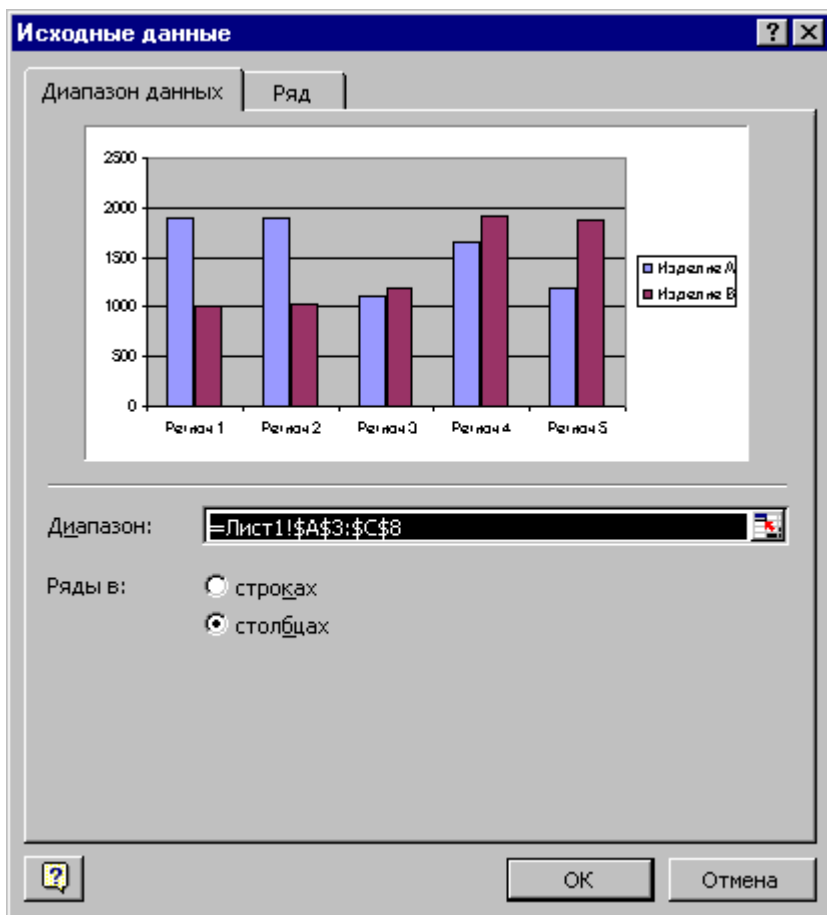 Исходные данные
Диапазон данных
Ряд
2500
2000
1500
1000
500
0
Регион 1
Регион 2
Регион 3
Регион 4
Регион 5
Изделие A
Изделие B
Диапазон:
=Лист1!$A$3:$C$8
Ряды в:
строках
столбцах
?
OK
Отмена